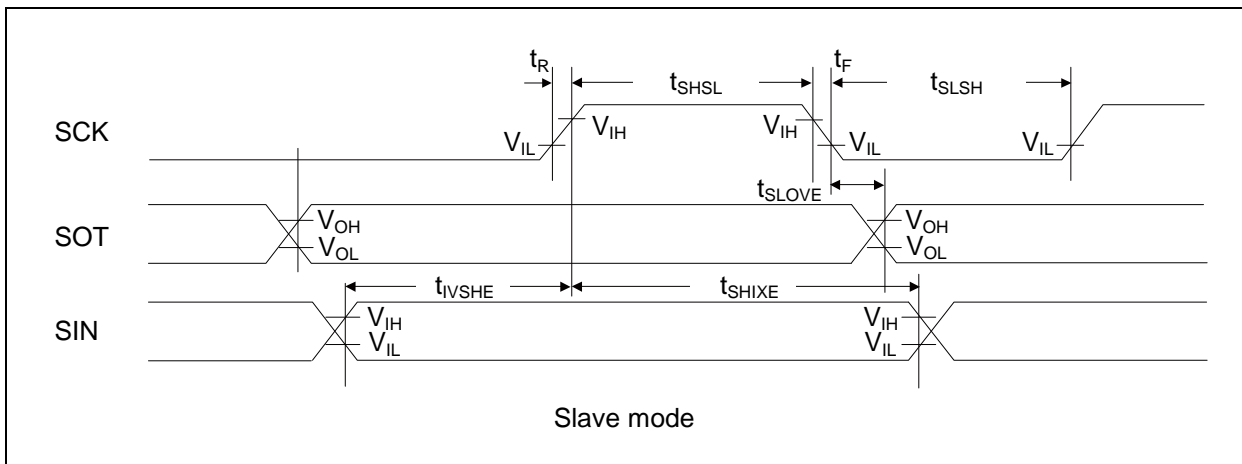 tR tF
tSHSL tSLSH
SCK VIH VIH
VIL VIL VIL
tSLOVE
VOH VOH
SOT
VOL VOL
tIVSHE tSHIXE
VIH VIH
SIN
VIL VIL
Slave mode